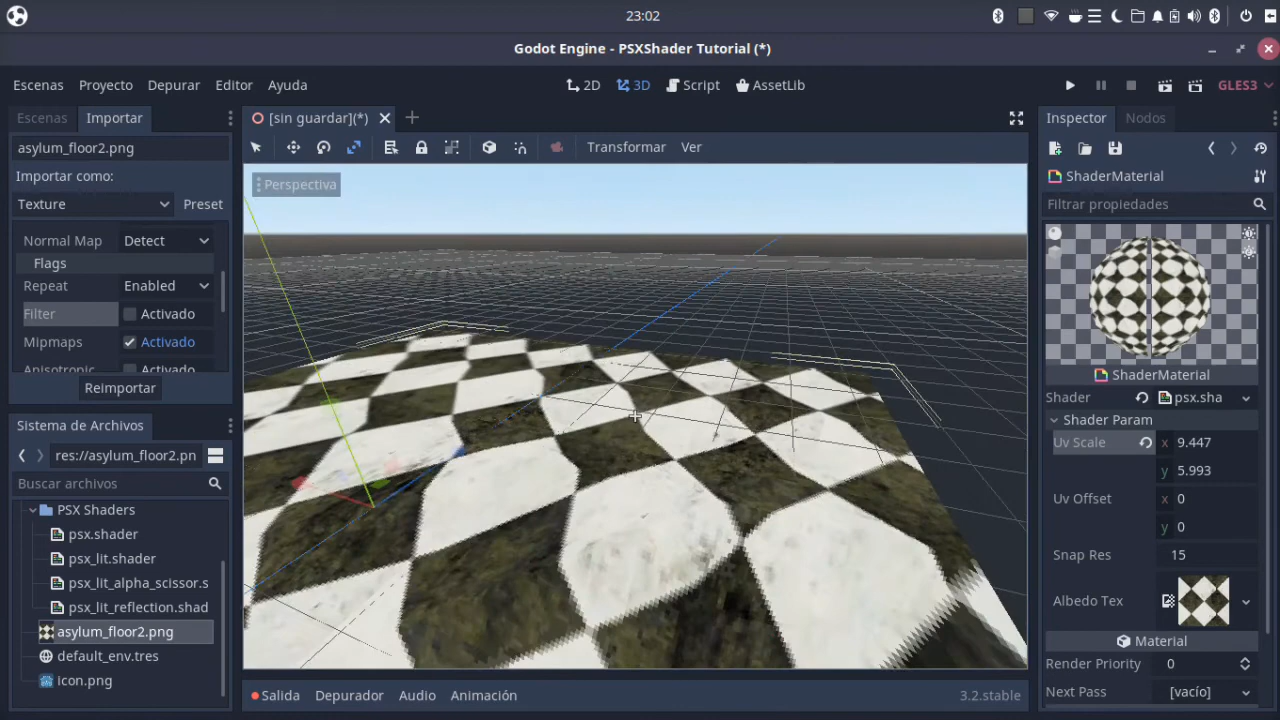 23:02
Godot Engine - PSXShader Tutorial (*)
Escenas Proyecto Depurar Editor Ayuda
2D 3D Script AssetLib
GLES3
Escenas Importar
[sin guardar](*)
Inspector Nodos
asylum_floor2.png
Transformar Ver
Importar como:
ShaderMaterial
Texture Preset
Perspectiva
Filtrar propiedades
Normal Map Detect
Flags
Repeat Enabled
Filter Activado
Mipmaps Activado
Anisotropic Activado
Reimportar
ShaderMaterial
Shader psx.sha
Shader Param
Uv Scale x 9.447
y 5.993
Uv Offset x 0
y 0
Snap Res 15
Albedo Tex
Material
Render Priority 0
Next Pass [vacío]
Sistema de Archivos
res://asylum_floor2.pn
Buscar archivos
PSX Shaders
psx.shader
psx_lit.shader
psx_lit_alpha_scissor.s
psx_lit_reflection.shad
asylum_floor2.png
default_env.tres
icon.png
Salida Depurador Audio Animación
3.2.stable